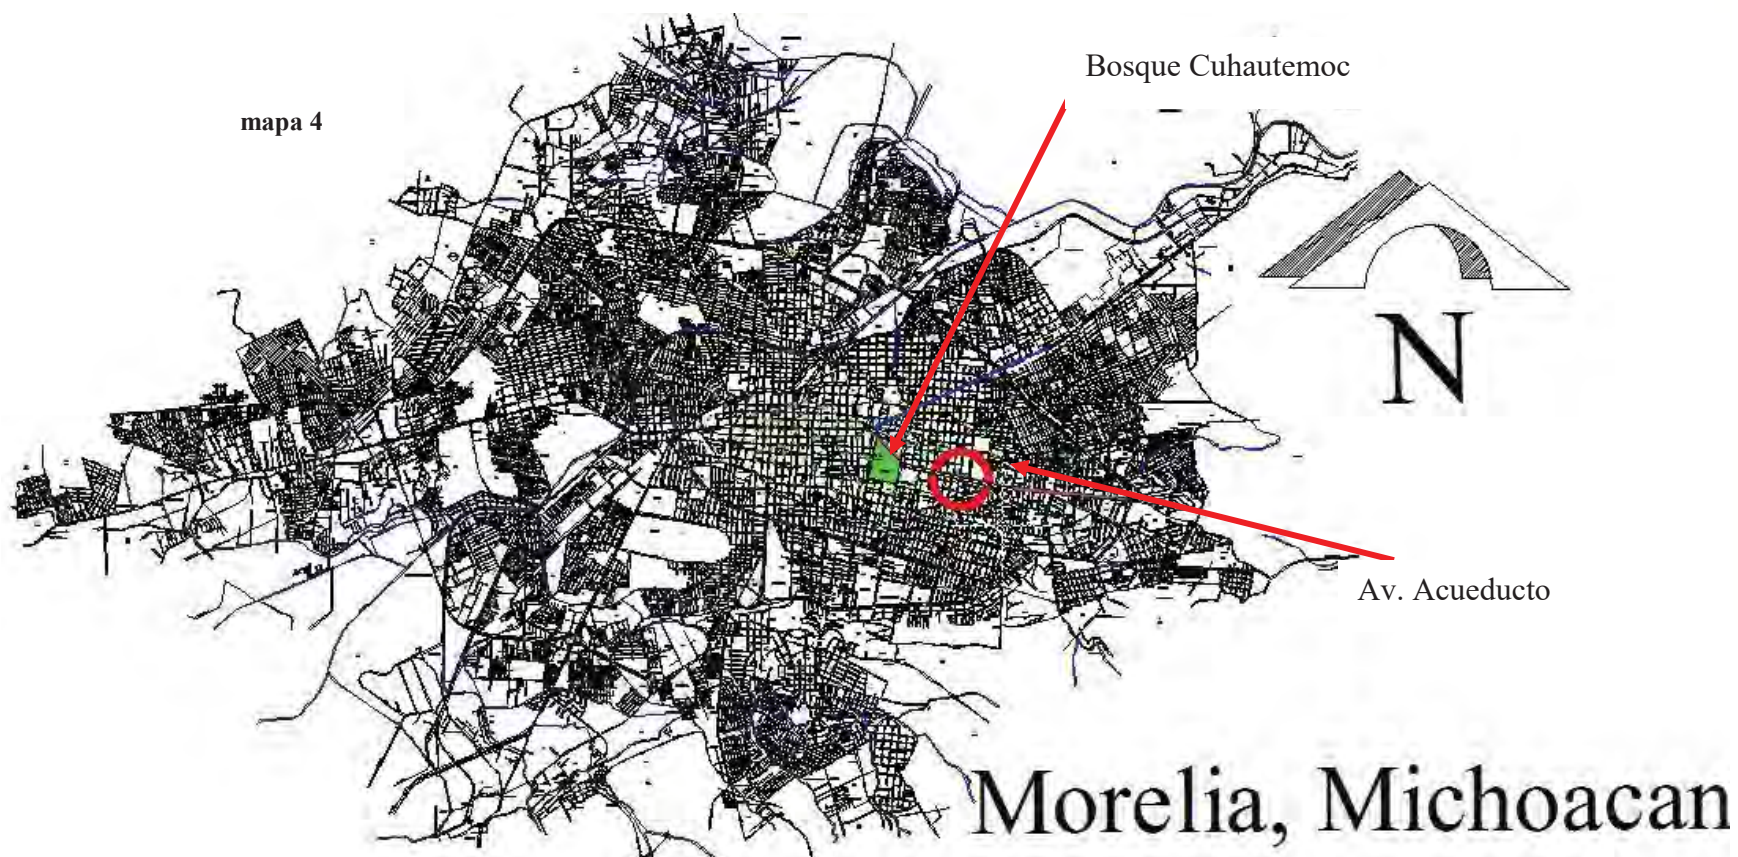 Bosque Cuhautemoc
mapa 4
N
Av. Acueducto
Morelia, Michoacan